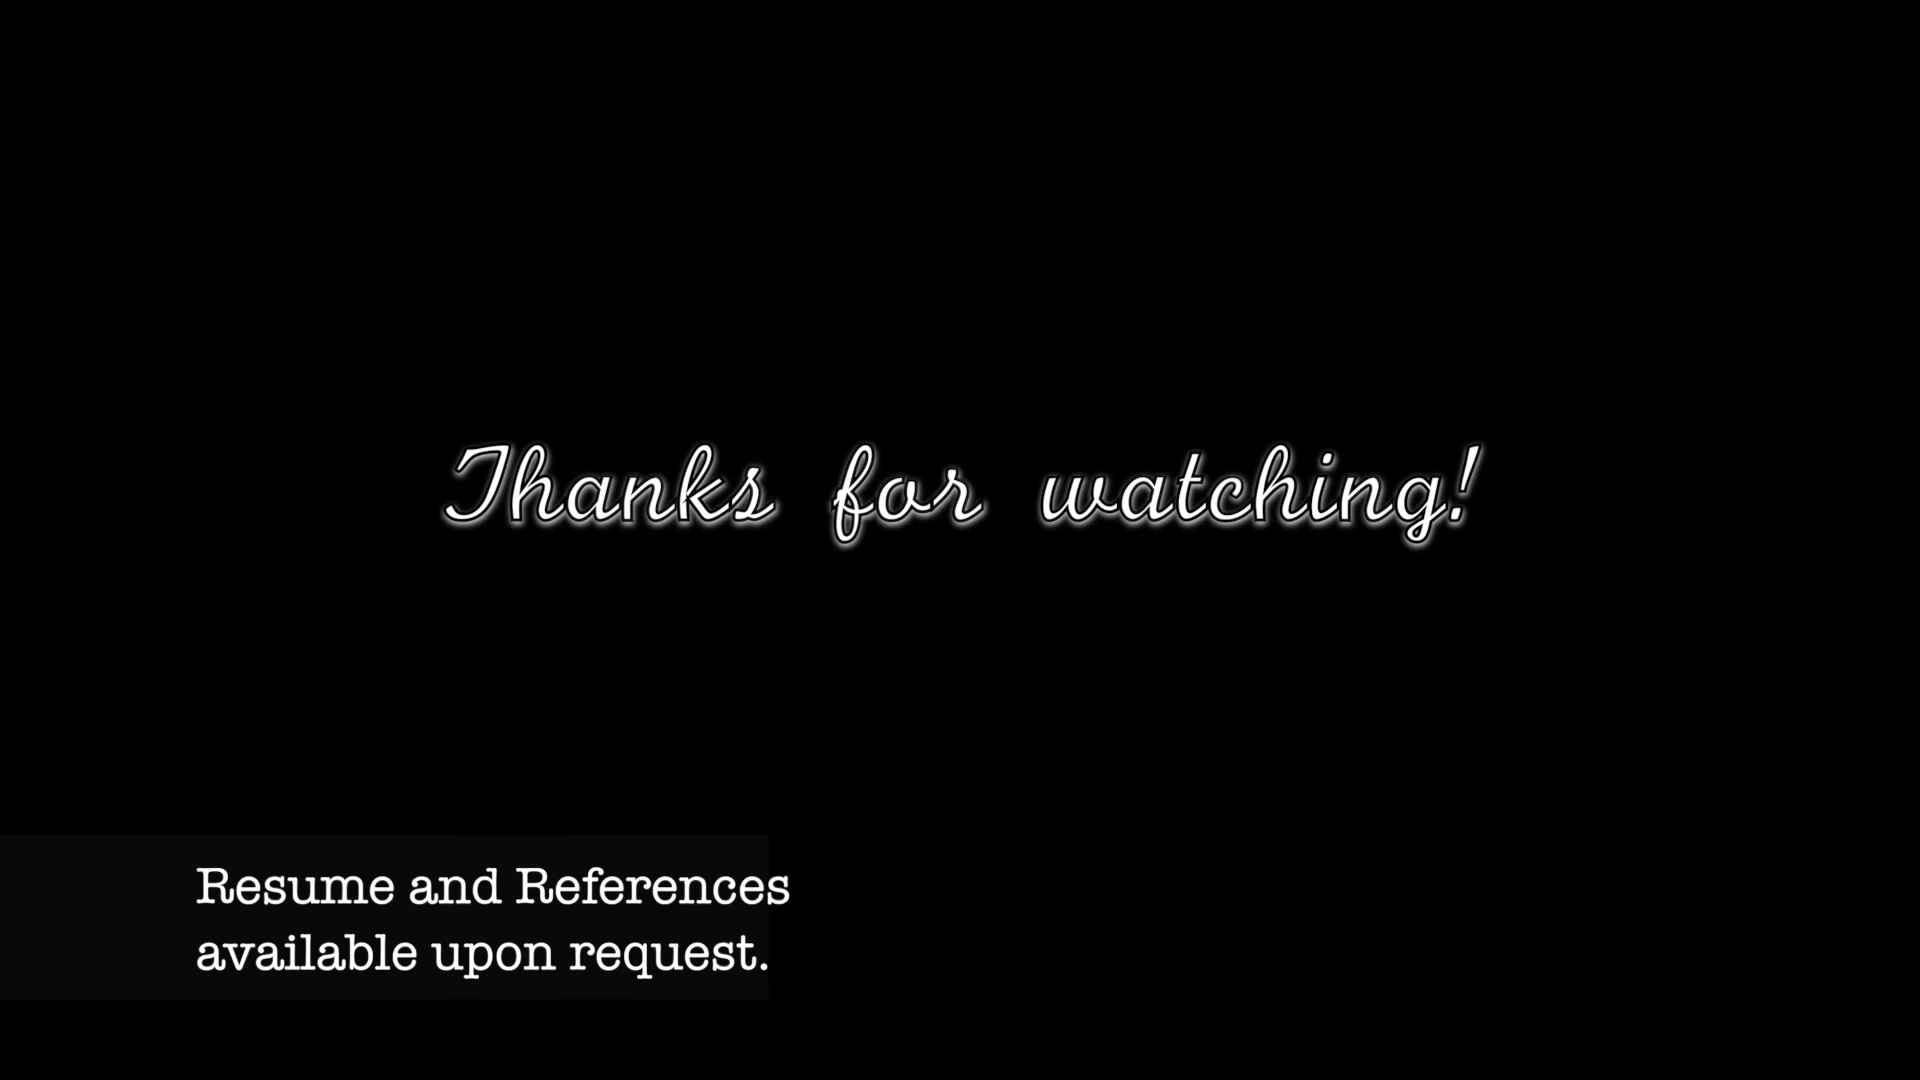 Thanks for watching!
Resume and References
available upon request.